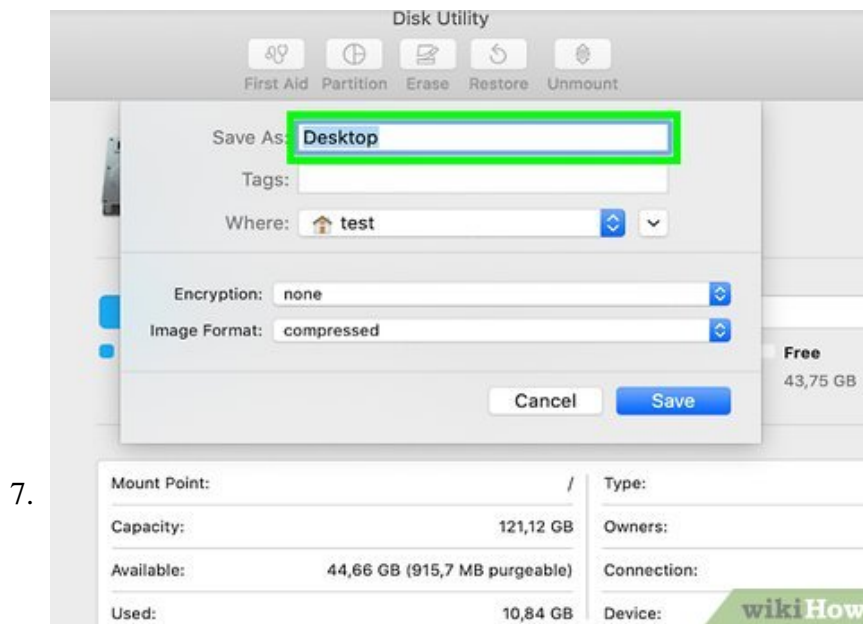 Disk Utility
First Aid Partition Erase Restore Unmount
Save As: Desktop
Tags:
Where: test
Encryption: none
Image Format: compressed
Free
43,75 GB
Cancel Save
7.
Mount Point: / Type:
Capacity: 121,12 GB Owners:
Available: 44,66 GB (915,7 MB purgeable) Connection:
Used: 10,84 GB Device:
wikiHow